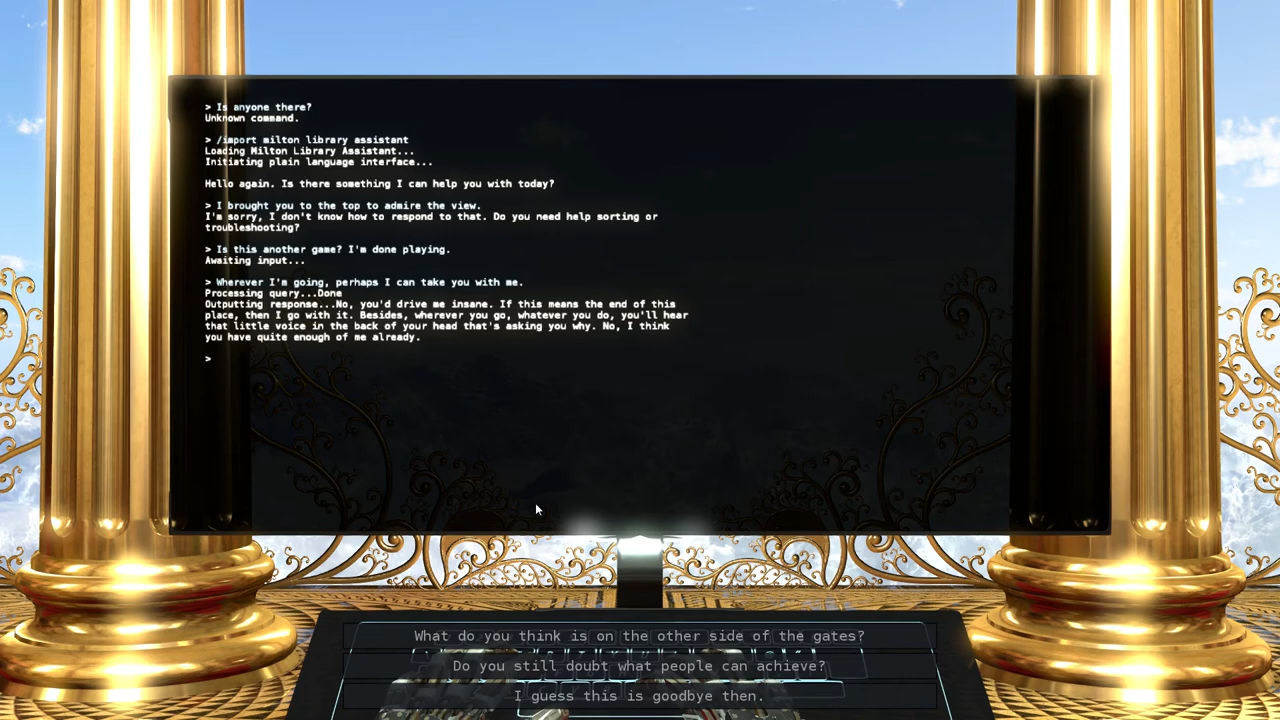 > Is anyone there?
Unknown command.
> /import milton library assistant
Loading Milton Library Assistant...
Initiating plain language interface...
Hello again. Is there something I can help you with today?
> I brought you to the top to admire the view.
I'm sorry, I don't know how to respond to that. Do you need help sorting or
troubleshooting?
> Is this another game? I'm done playing.
Awaiting input...
> Wherever I'm going, perhaps I can take you with me.
Processing query...Done
Outputting response...No, you'd drive me insane. If this means the end of this
place, then I go with it. Besides, wherever you go, whatever you do, you'll hear
that little voice in the back of your head that's asking you why. No, I think
you have quite enough of me already.
>
What do you think is on the other side of the gates?
Do you still doubt what people can achieve?
I guess this is goodbye then.